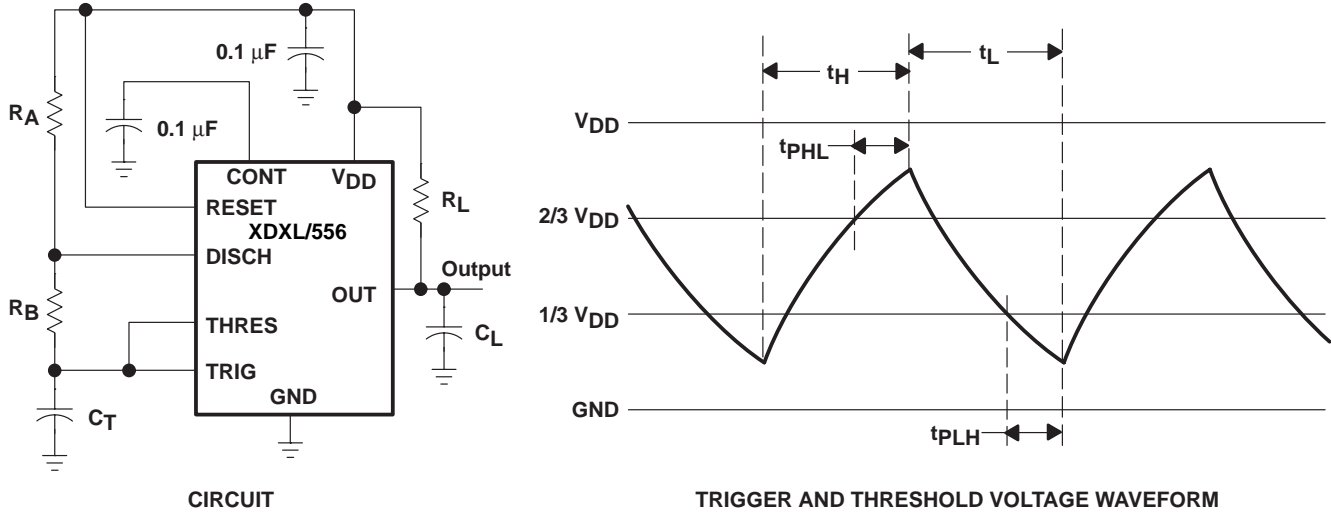 0.1 μF
RA
0.1 μF
CONT
VDD
RL
RESET
XDXL/556
DISCH
Output
RB
OUT
THRES
CL
TRIG
GND
CT
CIRCUIT
tH
tL
VDD
tPHL
2/3 VDD
1/3 VDD
GND
tPLH
TRIGGER AND THRESHOLD VOLTAGE WAVEFORM